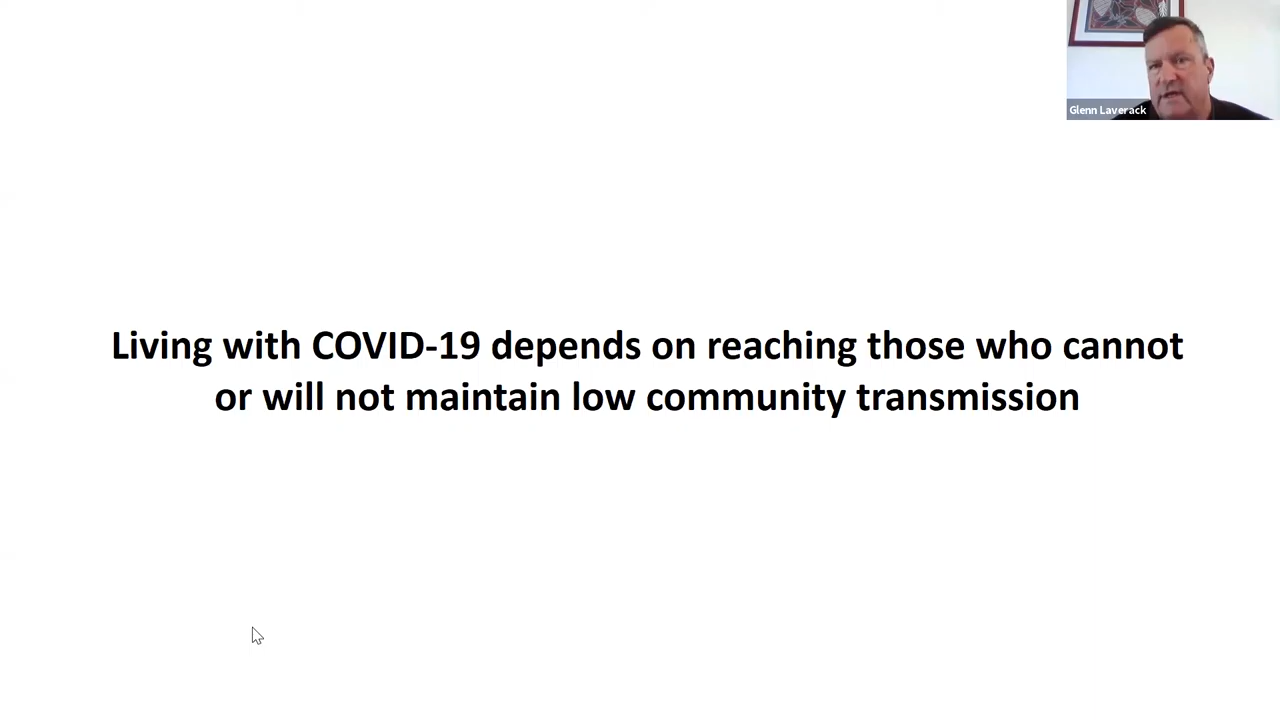 Glenn Laverack
Living with COVID-19 depends on reaching those who cannot
or will not maintain low community transmission